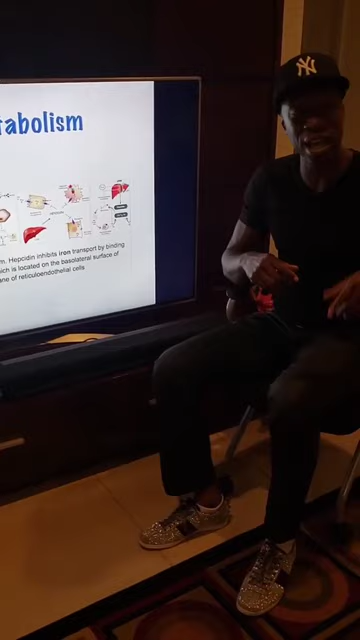 tabolism
m. Hepcidin inhibits iron transport by binding
hich is located on the basolateral surface of
ane of reticuloendothelial cells
NY